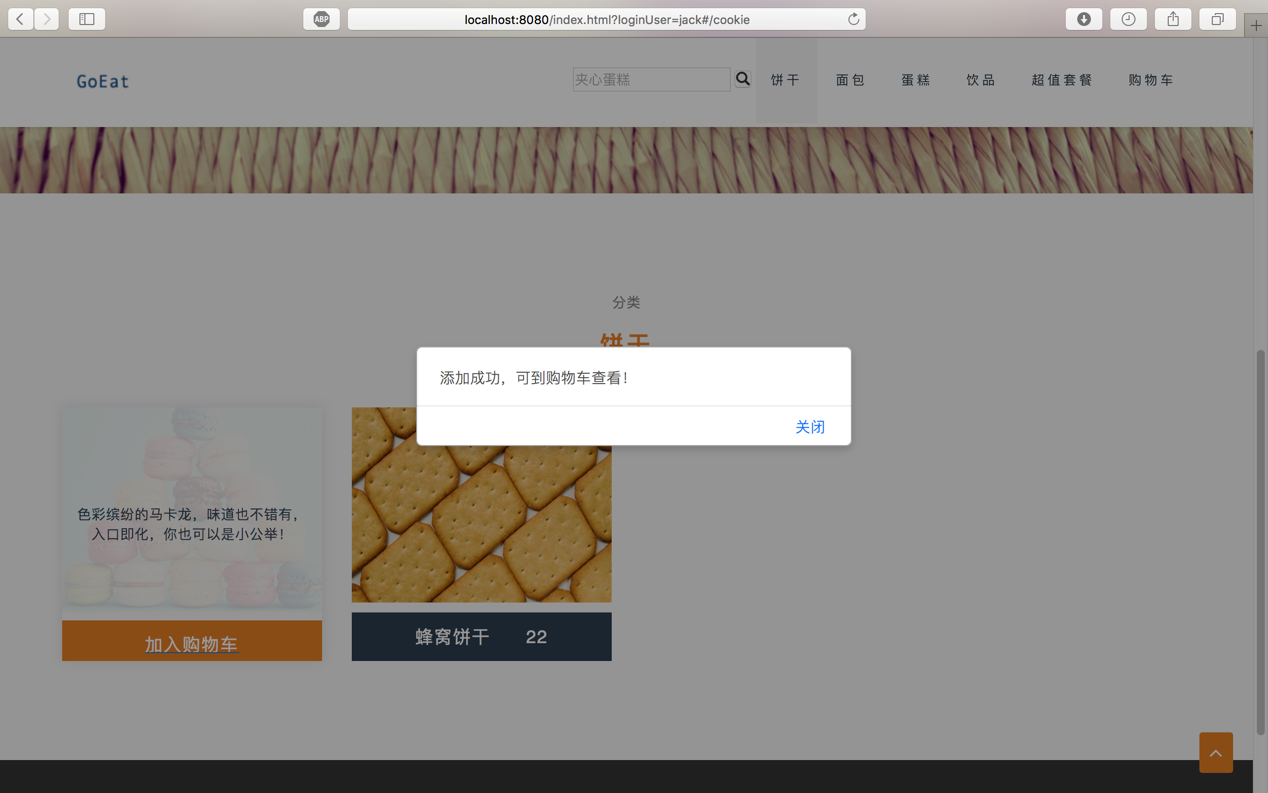 ABP
localhost:8080/index.html?loginUser=jack#/cookie
GoEat
夹心蛋糕
饼干
面包
蛋糕
饮品
超值套餐
购物车
分类
饼干
添加成功，可到购物车查看！
关闭
色彩缤纷的马卡龙，味道也不错有，
入口即化，你也可以是小公举！
加入购物车
蜂窝饼干 22